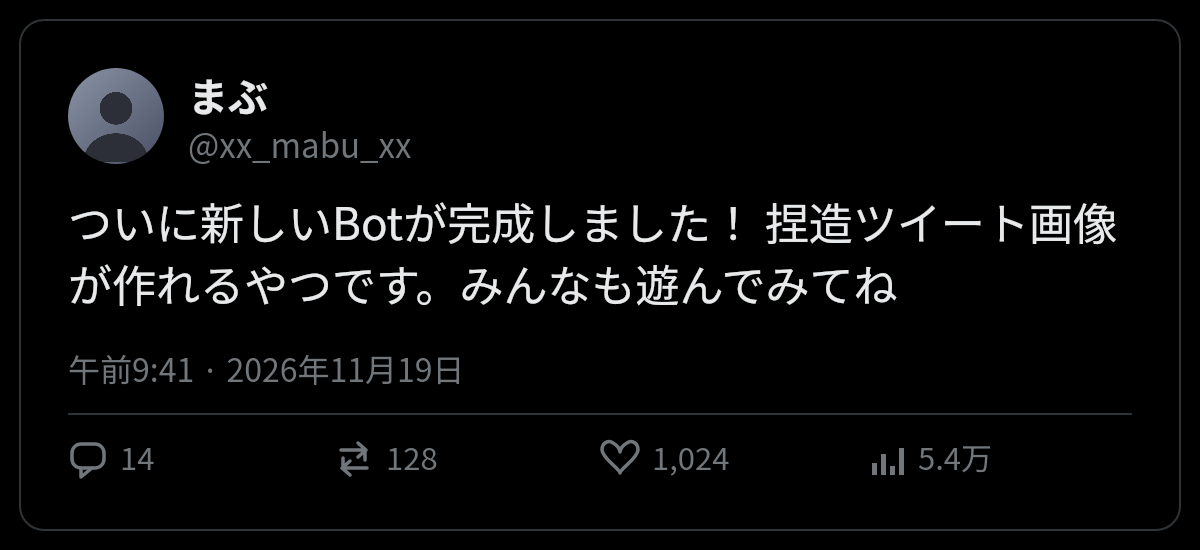 まぶ
@xx_mabu_xx
ついに新しいBotが完成しました！ 捏造ツイート画像
が作れるやつです。みんなも遊んでみてね
午前9:41 · 2026年11月19日
14 128 1,024 5.4万